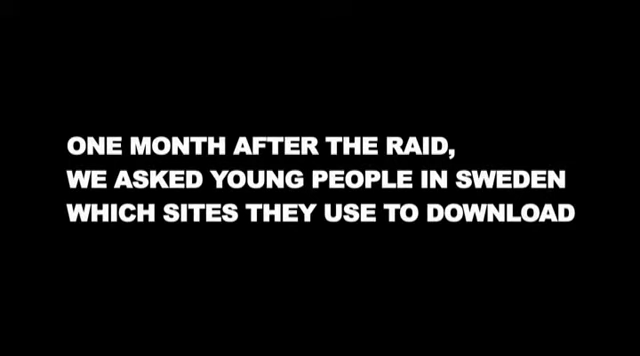 ONE MONTH AFTER THE RAID,
WE ASKED YOUNG PEOPLE IN SWEDEN
WHICH SITES THEY USE TO DOWNLOAD